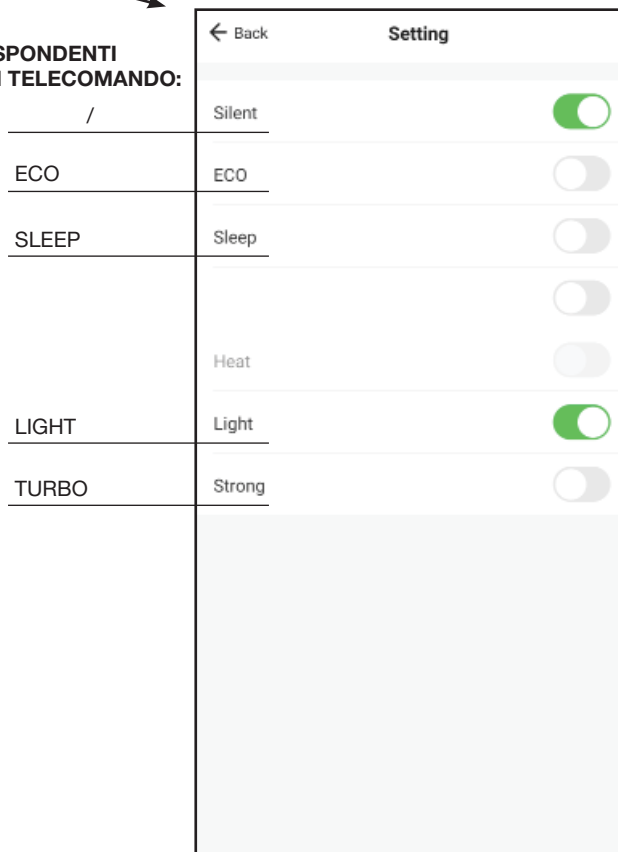 ← Back Setting
SPONDENTI
TELECOMANDO:
/ Silent
ECO ECO
SLEEP Sleep
Heat
LIGHT Light
TURBO Strong